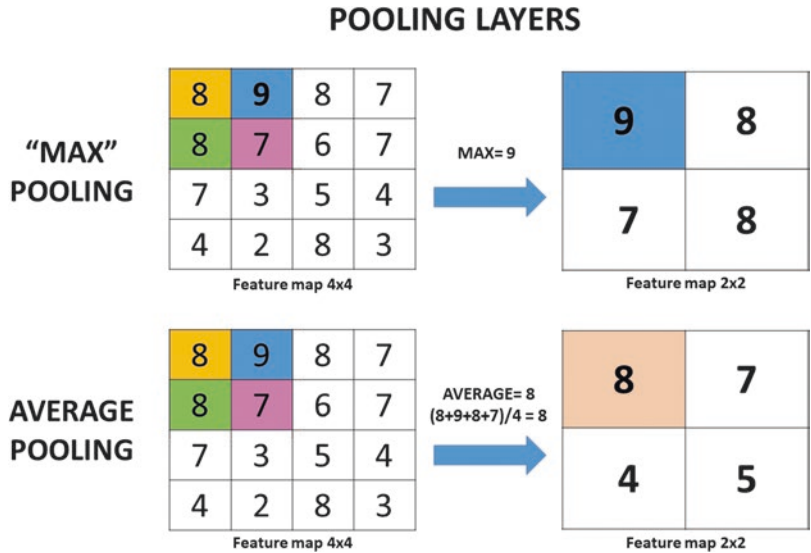 POOLING LAYERS
“MAX”
POOLING
8 9 8 7
8 7 6 7
7 3 5 4
4 2 8 3
Feature map 4x4
MAX= 9
9 8
7 8
Feature map 2x2
AVERAGE
POOLING
8 9 8 7
8 7 6 7
7 3 5 4
4 2 8 3
Feature map 4x4
AVERAGE= 8
(8+9+8+7)/4 = 8
8 7
4 5
Feature map 2x2